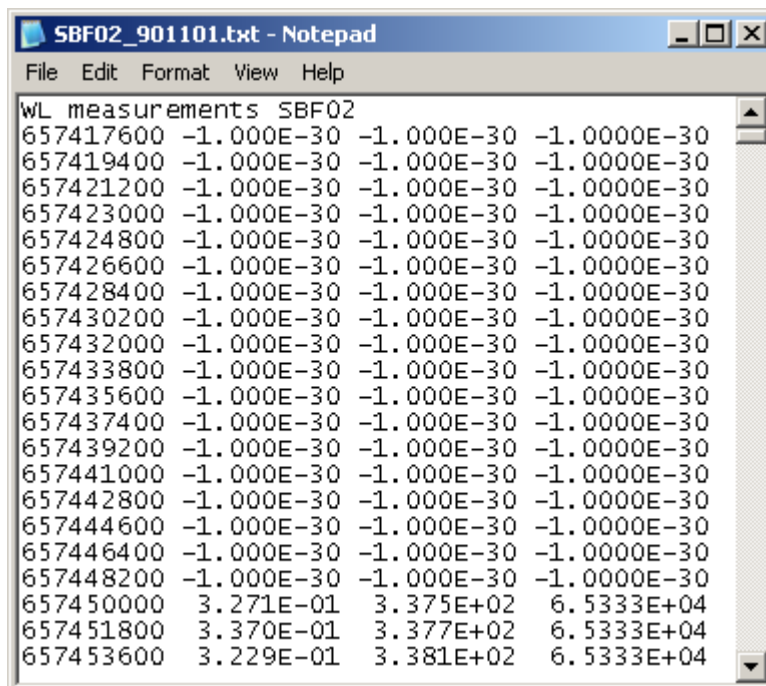 SBF02_901101.txt - Notepad
File Edit Format View Help
WL measurements SBF02
657417600 -1.000E-30 -1.000E-30 -1.0000E-30
657419400 -1.000E-30 -1.000E-30 -1.0000E-30
657421200 -1.000E-30 -1.000E-30 -1.0000E-30
657423000 -1.000E-30 -1.000E-30 -1.0000E-30
657424800 -1.000E-30 -1.000E-30 -1.0000E-30
657426600 -1.000E-30 -1.000E-30 -1.0000E-30
657428400 -1.000E-30 -1.000E-30 -1.0000E-30
657430200 -1.000E-30 -1.000E-30 -1.0000E-30
657432000 -1.000E-30 -1.000E-30 -1.0000E-30
657433800 -1.000E-30 -1.000E-30 -1.0000E-30
657435600 -1.000E-30 -1.000E-30 -1.0000E-30
657437400 -1.000E-30 -1.000E-30 -1.0000E-30
657439200 -1.000E-30 -1.000E-30 -1.0000E-30
657441000 -1.000E-30 -1.000E-30 -1.0000E-30
657442800 -1.000E-30 -1.000E-30 -1.0000E-30
657444600 -1.000E-30 -1.000E-30 -1.0000E-30
657446400 -1.000E-30 -1.000E-30 -1.0000E-30
657448200 -1.000E-30 -1.000E-30 -1.0000E-30
657450000 3.271E-01 3.375E+02 6.5333E+04
657451800 3.370E-01 3.377E+02 6.5333E+04
657453600 3.229E-01 3.381E+02 6.5333E+04